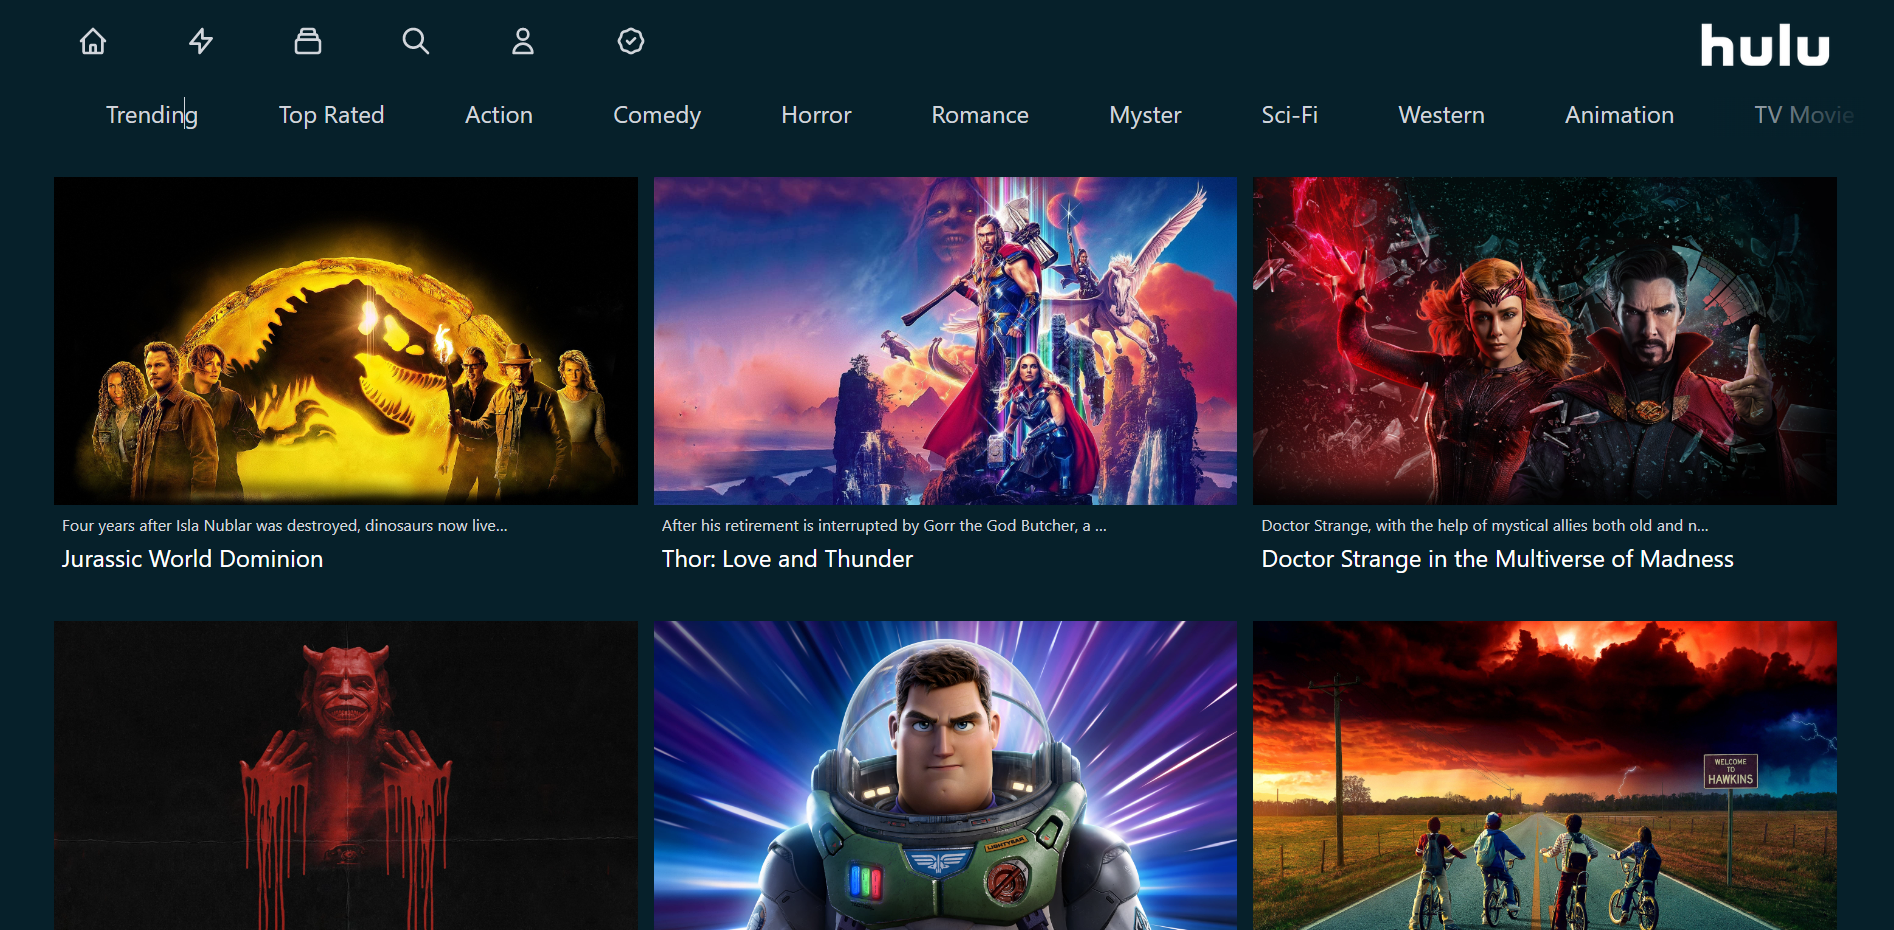 hulu
Trending Top Rated Action Comedy Horror Romance Myster Sci-Fi Western Animation TV Movie
Four years after Isla Nublar was destroyed, dinosaurs now live...
Jurassic World Dominion
After his retirement is interrupted by Gorr the God Butcher, a ...
Thor: Love and Thunder
Doctor Strange, with the help of mystical allies both old and n...
Doctor Strange in the Multiverse of Madness
LIGHTYEAR
WELCOME
TO
HAWKINS